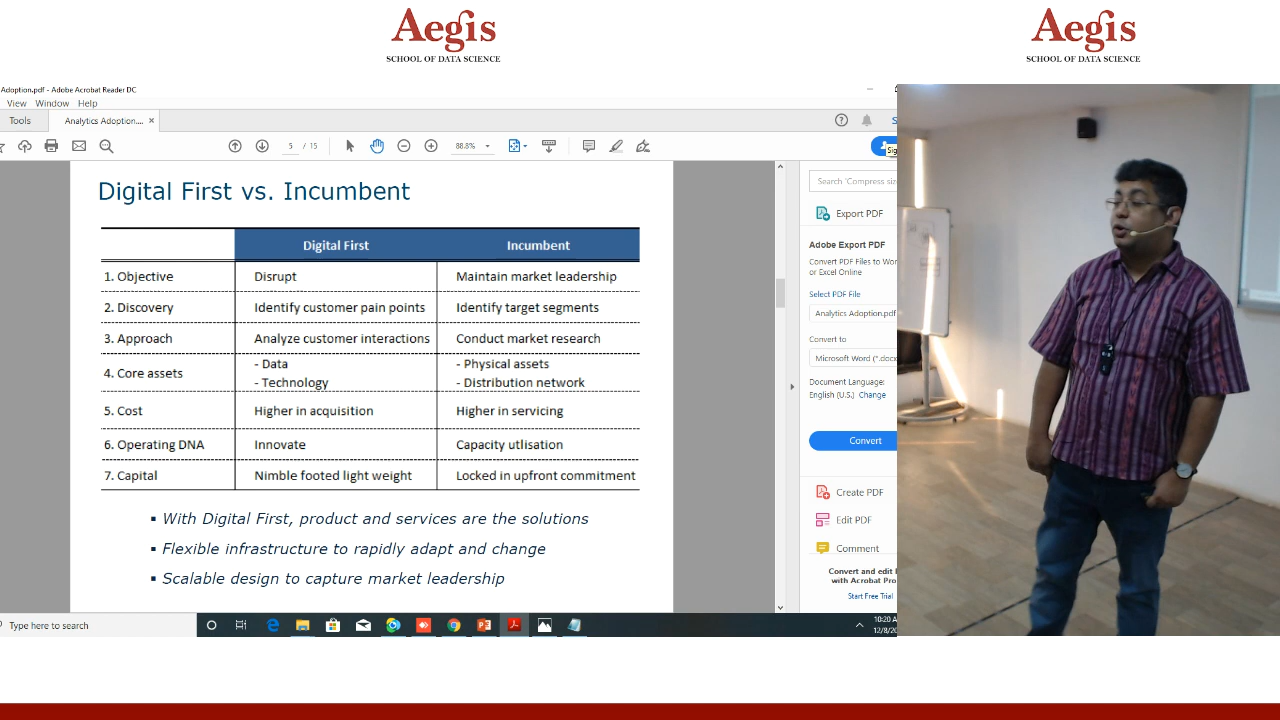 Aegis
SCHOOL OF DATA SCIENCE
Aegis
SCHOOL OF DATA SCIENCE
Adoption.pdf - Adobe Acrobat Reader DC
View Window Help
Tools
Analytics Adoption.... ×
5 / 15
88.8%
Digital First vs. Incumbent
Digital First Incumbent
1. Objective Disrupt Maintain market leadership
2. Discovery Identify customer pain points Identify target segments
3. Approach Analyze customer interactions Conduct market research
4. Core assets - Data - Physical assets
- Technology - Distribution network
5. Cost Higher in acquisition Higher in servicing
6. Operating DNA Innovate Capacity utlisation
7. Capital Nimble footed light weight Locked in upfront commitment
▪ With Digital First, product and services are the solutions
▪ Flexible infrastructure to rapidly adapt and change
▪ Scalable design to capture market leadership
Search 'Compress
Export PDF
Adobe Export PDF
Convert PDF Files to
or Excel Online
Select PDF File
Analytics Adoption.pdf
Convert to
Microsoft Word (*.docx
Document Language:
English (U.S.) Change
Convert
Create PDF
Edit PDF
Comment
Convert and edit
with Acrobat Pro
Start Free Trial
Type here to search
10:20
12/8/20